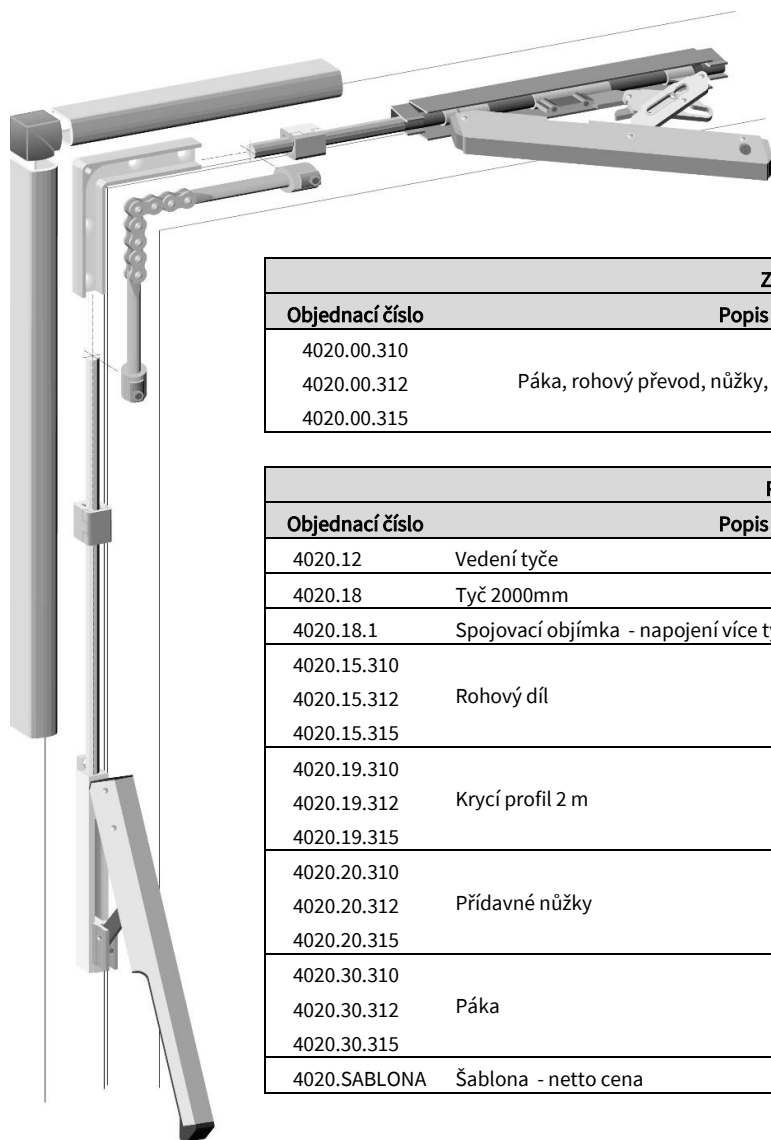 Z
Objednací číslo Popis
4020.00.310
4020.00.312 Páka, rohový převod, nůžky,
4020.00.315
Objednací číslo Popis
4020.12 Vedení tyče
4020.18 Tyč 2000mm
4020.18.1 Spojovací objímka - napojení více
4020.15.310
4020.15.312 Rohový díl
4020.15.315
4020.19.310
4020.19.312 Krycí profil 2 m
4020.19.315
4020.20.310
4020.20.312 Přídavné nůžky
4020.20.315
4020.30.310
4020.30.312 Páka
4020.30.315
4020.SABLONA Šablona - netto cena